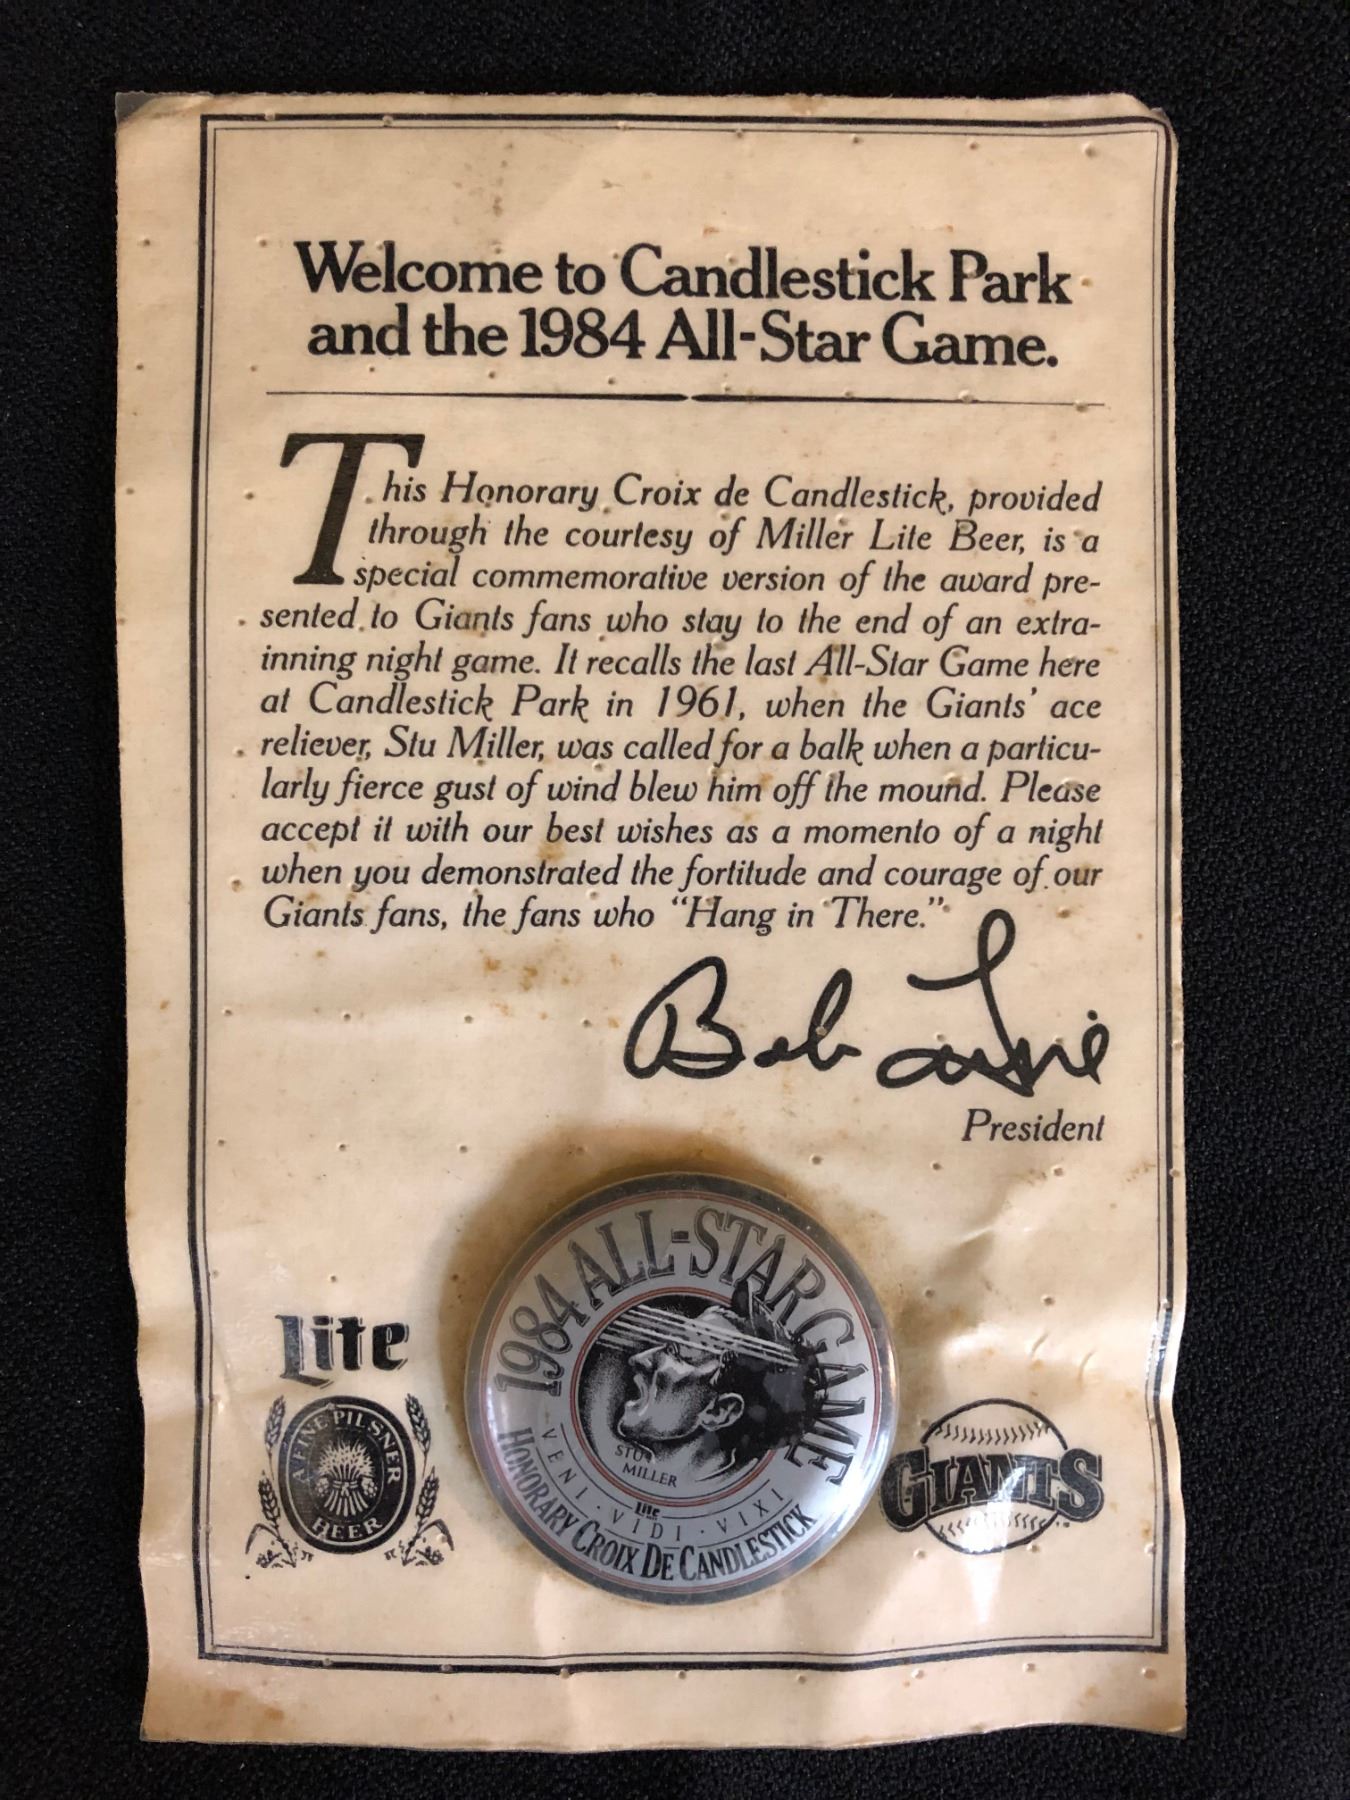 Welcome to Candlestick Park
and the 1984 All-Star Game.
This Honorary Croix de Candlestick, provided
through the courtesy of Miller Lite Beer, is a
special commemorative version of the award pre-
sented to Giants fans who stay to the end of an extra-
inning night game. It recalls the last All-Star Game here
at Candlestick Park in 1961, when the Giants' ace
reliever, Stu Miller, was called for a balk when a particu-
larly fierce gust of wind blew him off the mound. Please
accept it with our best wishes as a momento of a night
when you demonstrated the fortitude and courage of our
Giants fans, the fans who "Hang in There."
Bob Lurie
President
1984 ALL-STAR GAME
STU
MILLER
Lite
VENI · VIDI · VIXI
HONORARY CROIX DE CANDLESTICK
Lite
A FINE PILSNER
BEER
GIANTS